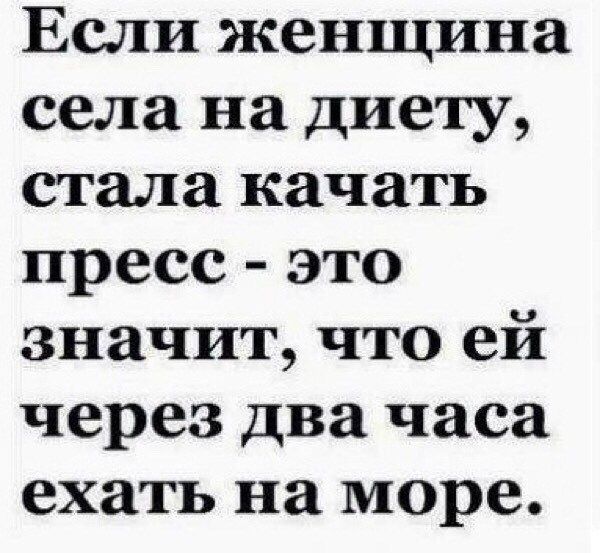 Если женщина
села на диету,
стала качать
пресс - это
значит, что ей
через два часа
ехать на море.